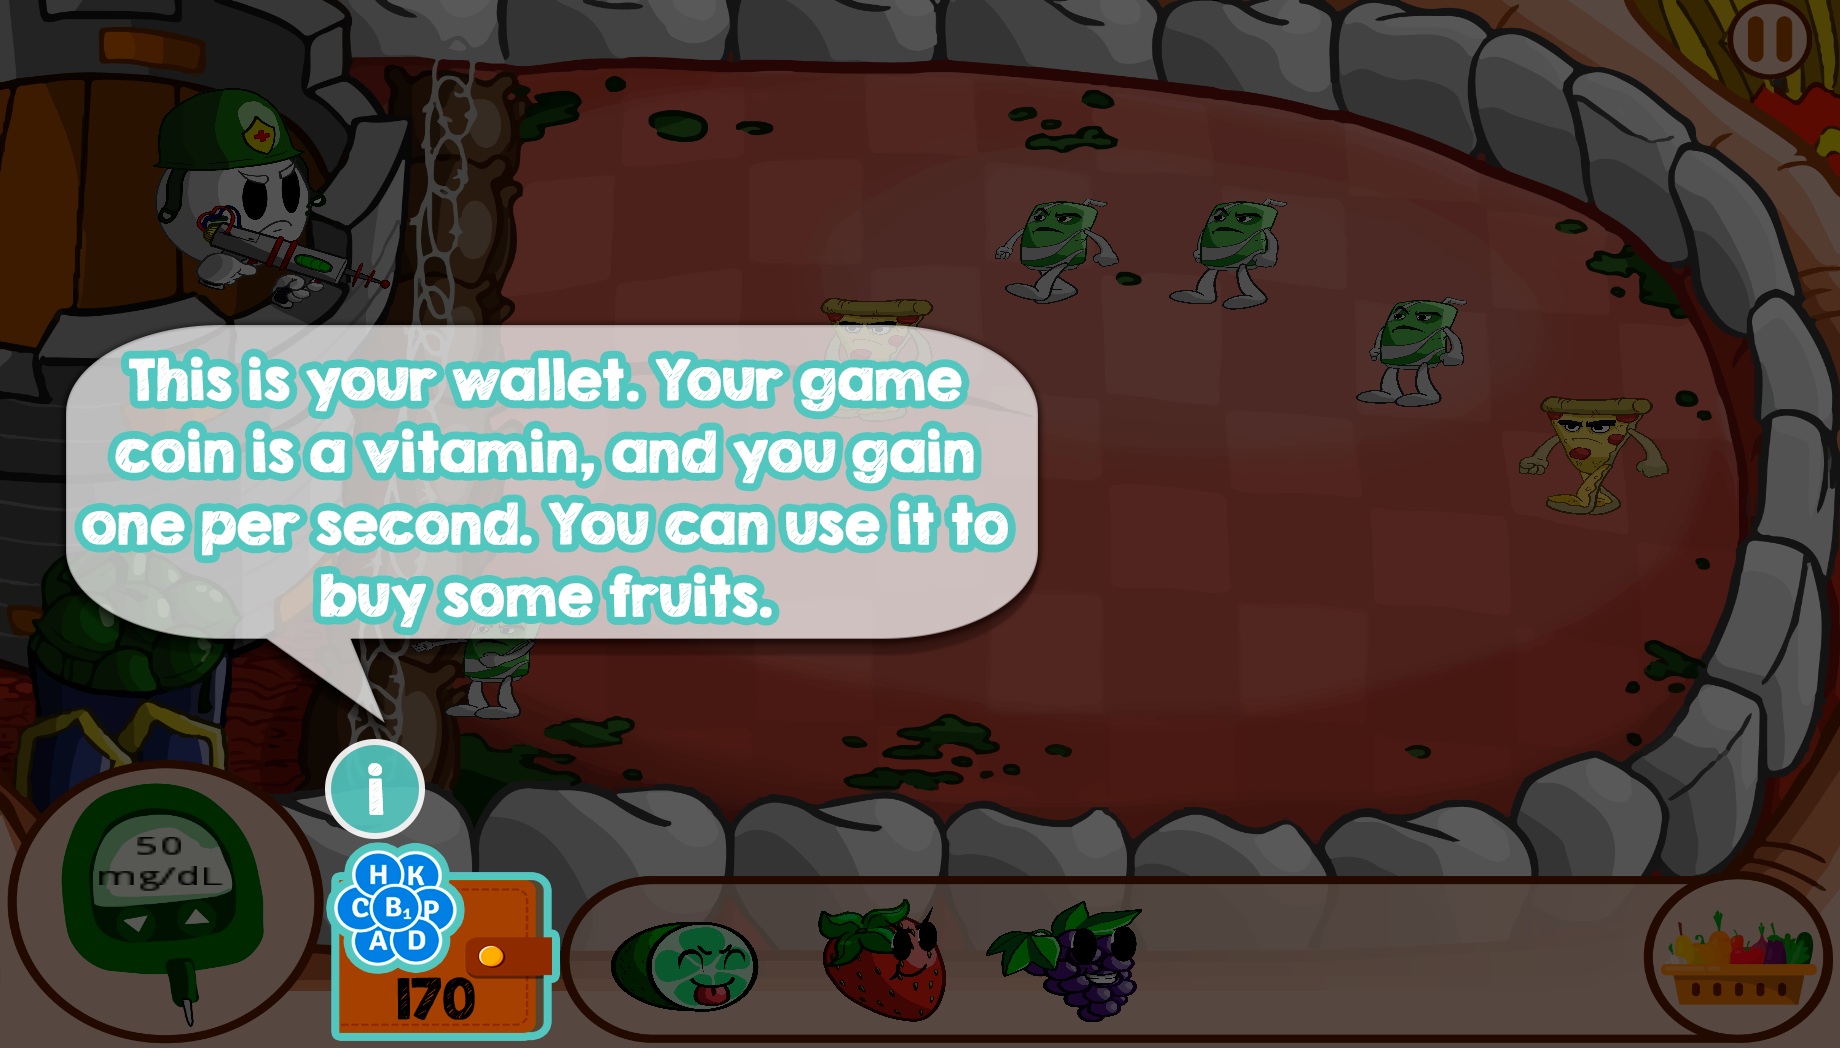 This is your wallet. Your game
coin is a vitamin, and you gain
one per second. You can use it to
buy some fruits.
i
50
mg/dL
H K
C B₁ P
A D
170